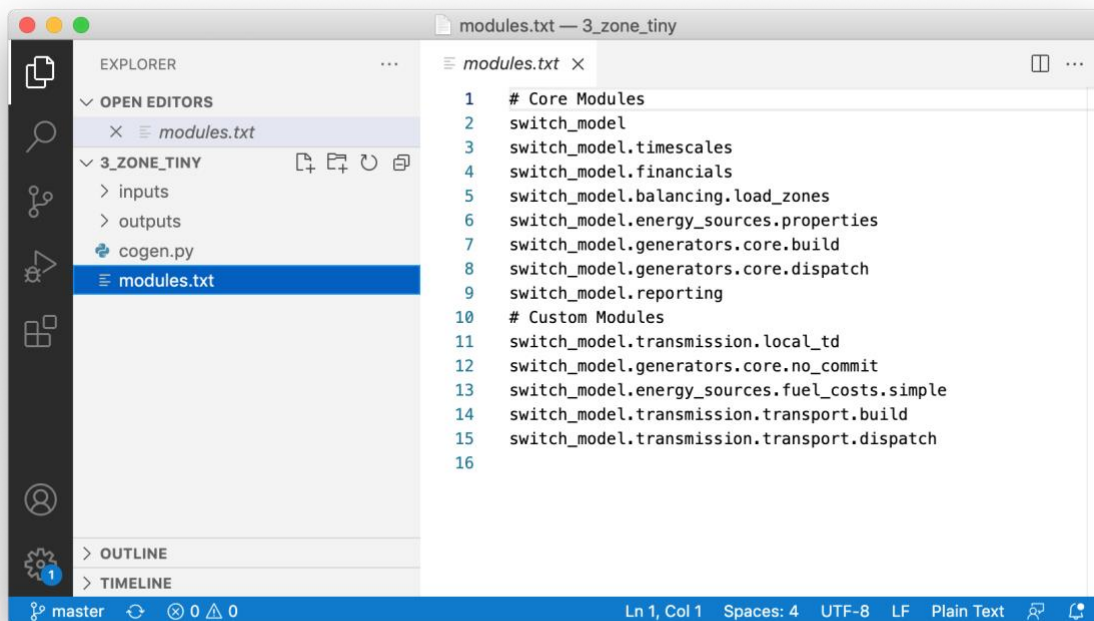 modules.txt — 3_zone_tiny
EXPLORER
OPEN EDITORS
modules.txt
3_ZONE_TINY
inputs
outputs
cogen.py
modules.txt
OUTLINE
TIMELINE
modules.txt
1 # Core Modules
2 switch_model
3 switch_model.timescales
4 switch_model.financials
5 switch_model.balancing.load_zones
6 switch_model.energy_sources.properties
7 switch_model.generators.core.build
8 switch_model.generators.core.dispatch
9 switch_model.reporting
10 # Custom Modules
11 switch_model.transmission.local_td
12 switch_model.generators.core.no_commit
13 switch_model.energy_sources.fuel_costs.simple
14 switch_model.transmission.transport.build
15 switch_model.transmission.transport.dispatch
16
1
master 0 0 Ln 1, Col 1 Spaces: 4 UTF-8 LF Plain Text